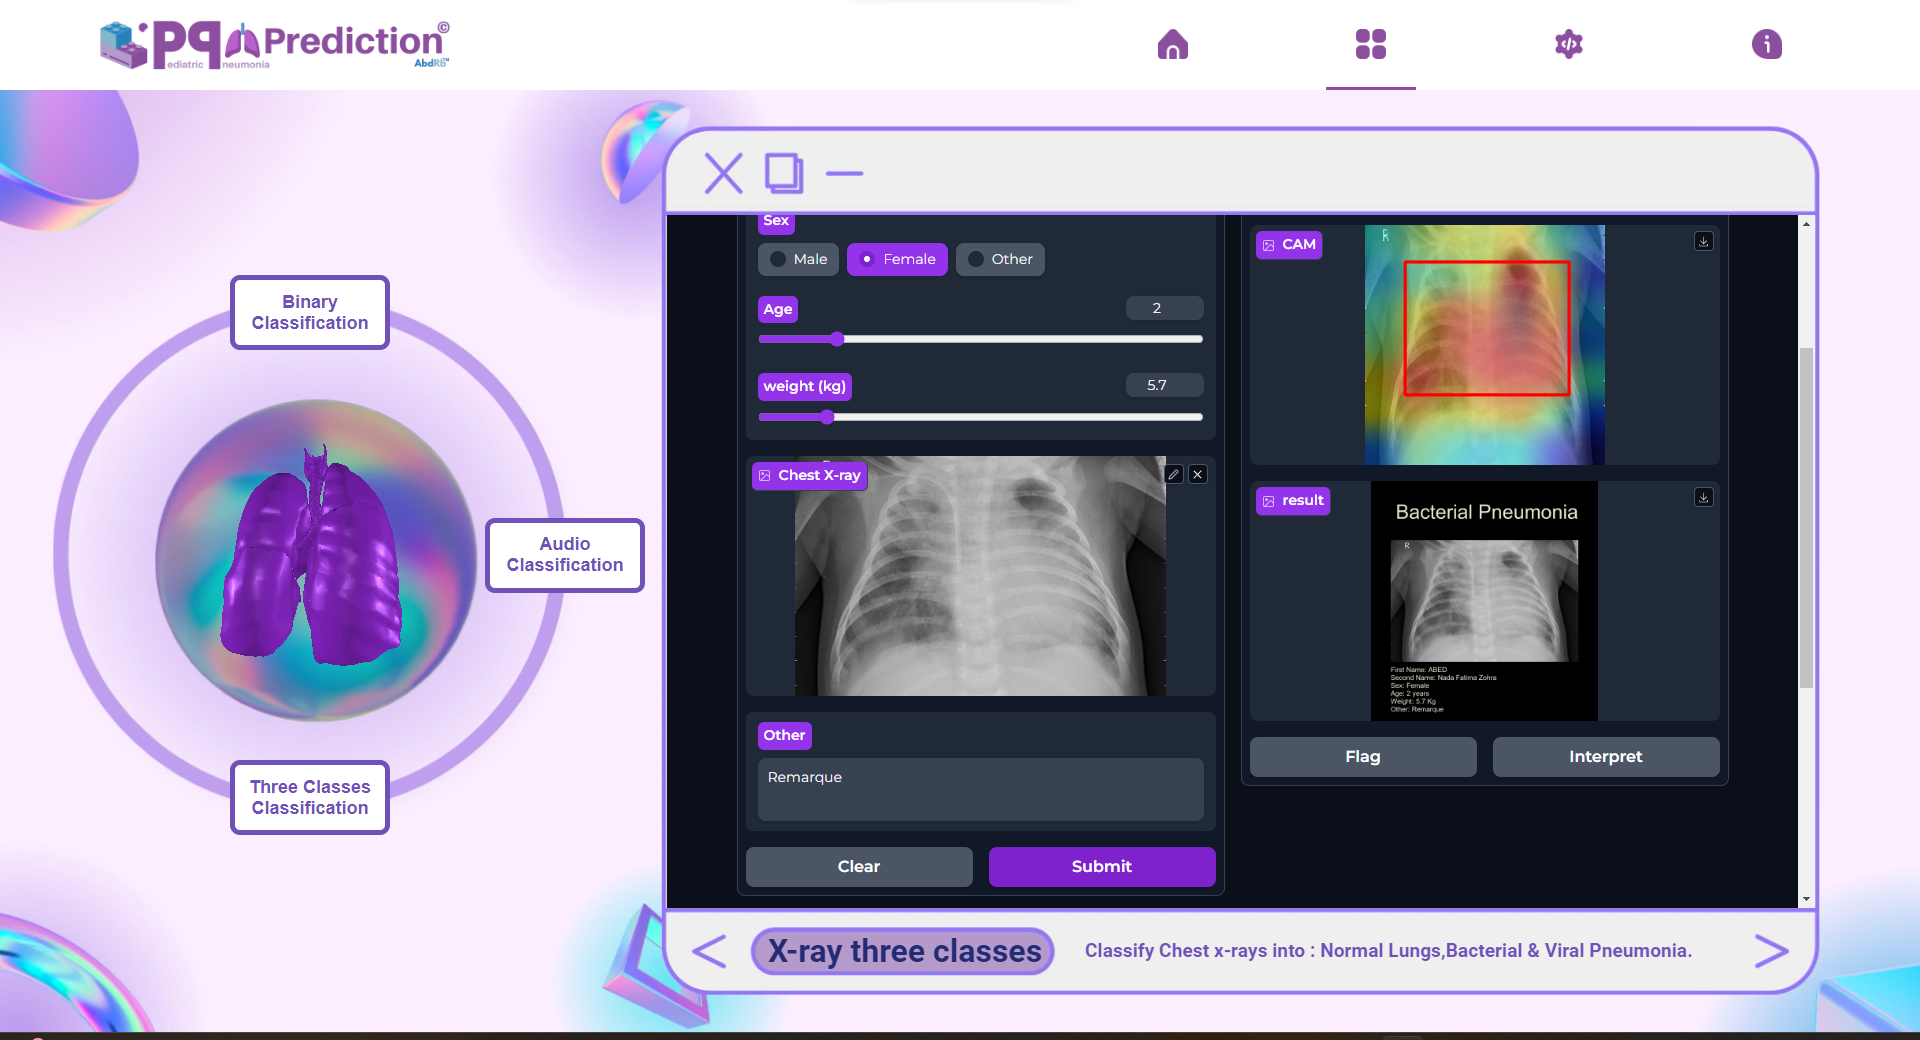 PQ Prediction©
ediatric neumonia
AbdRb™
Binary
Classification
Audio
Classification
Three Classes
Classification
Sex
Male
Female
Other
Age
2
weight (kg)
5.7
Chest X-ray
Other
Remarque
Clear
Submit
CAM
R
result
Bacterial Pneumonia
R
First Name: ABED
Second Name: Nada Fatima Zohra
Sex: Female
Age: 2 years
Weight: 5.7 Kg
Other: Remarque
Flag
Interpret
X-ray three classes
Classify Chest x-rays into : Normal Lungs,Bacterial & Viral Pneumonia.